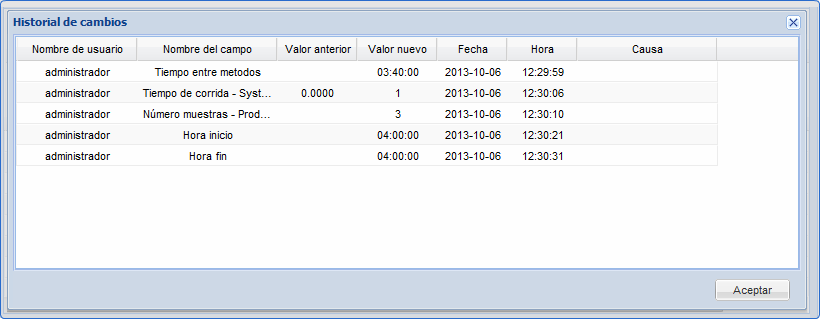 Historial de cambios
Nombre de usuario Nombre del campo Valor anterior Valor nuevo Fecha Hora Causa
administrador Tiempo entre metodos 03:40:00 2013-10-06 12:29:59
administrador Tiempo de corrida - Syst... 0.0000 1 2013-10-06 12:30:06
administrador Número muestras - Prod... 3 2013-10-06 12:30:10
administrador Hora inicio 04:00:00 2013-10-06 12:30:21
administrador Hora fin 04:00:00 2013-10-06 12:30:31
Aceptar